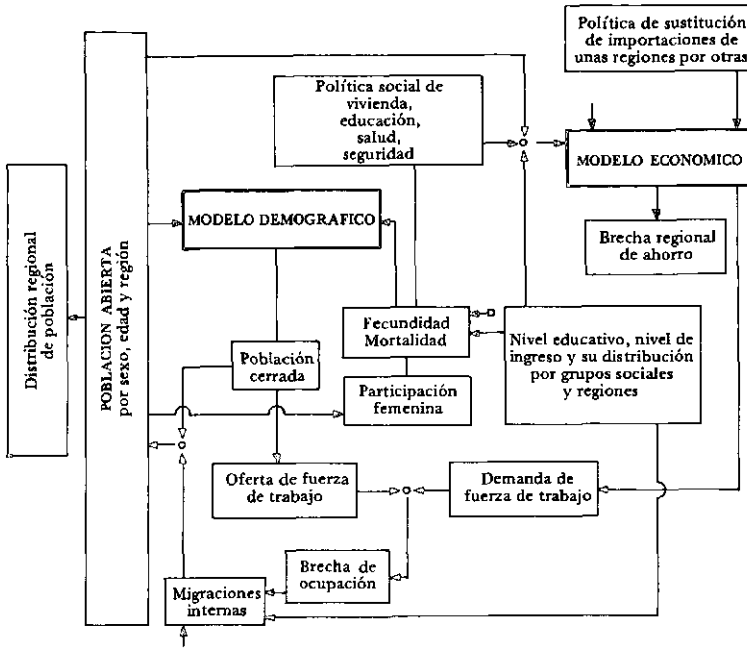 Política de sustitución
de importaciones de
unas regiones por otras
Política social de
vivienda,
educación,
salud,
seguridad
MODELO ECONOMICO
MODELO DEMOGRAFICO
Brecha regional
de ahorro
Distribución regional
de población
POBLACION ABIERTA
por sexo, edad y región
Fecundidad
Mortalidad
Nivel educativo, nivel de
ingreso y su distribución
por grupos sociales
y regiones
Población
cerrada
Participación
femenina
Oferta de fuerza
de trabajo
Demanda de
fuerza de trabajo
Brecha de
ocupación
Migraciones
internas